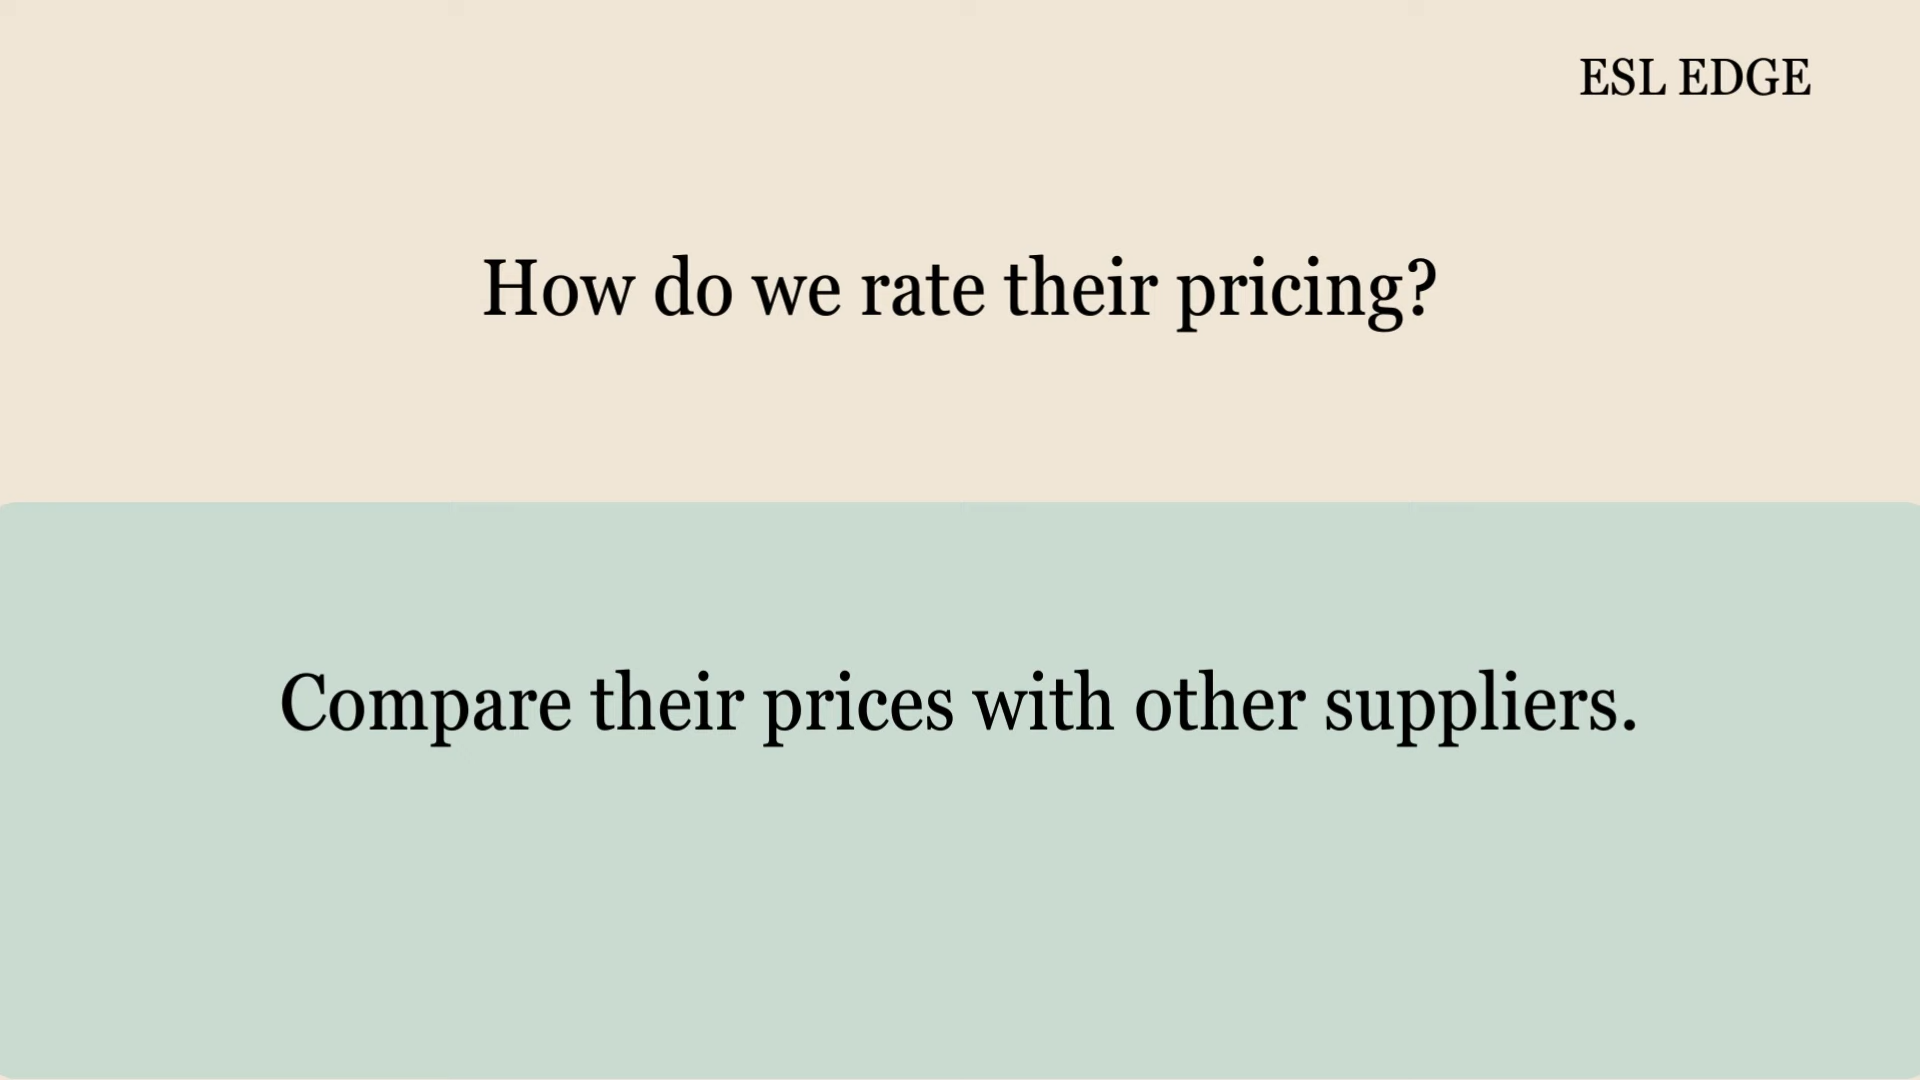 ESL EDGE
How do we rate their pricing?
Compare their prices with other suppliers.